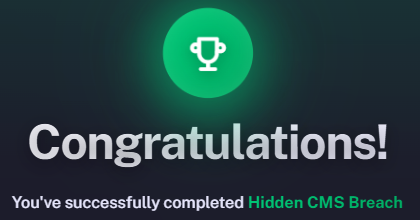 Congratulations!
You've successfully completed Hidden CMS Breach